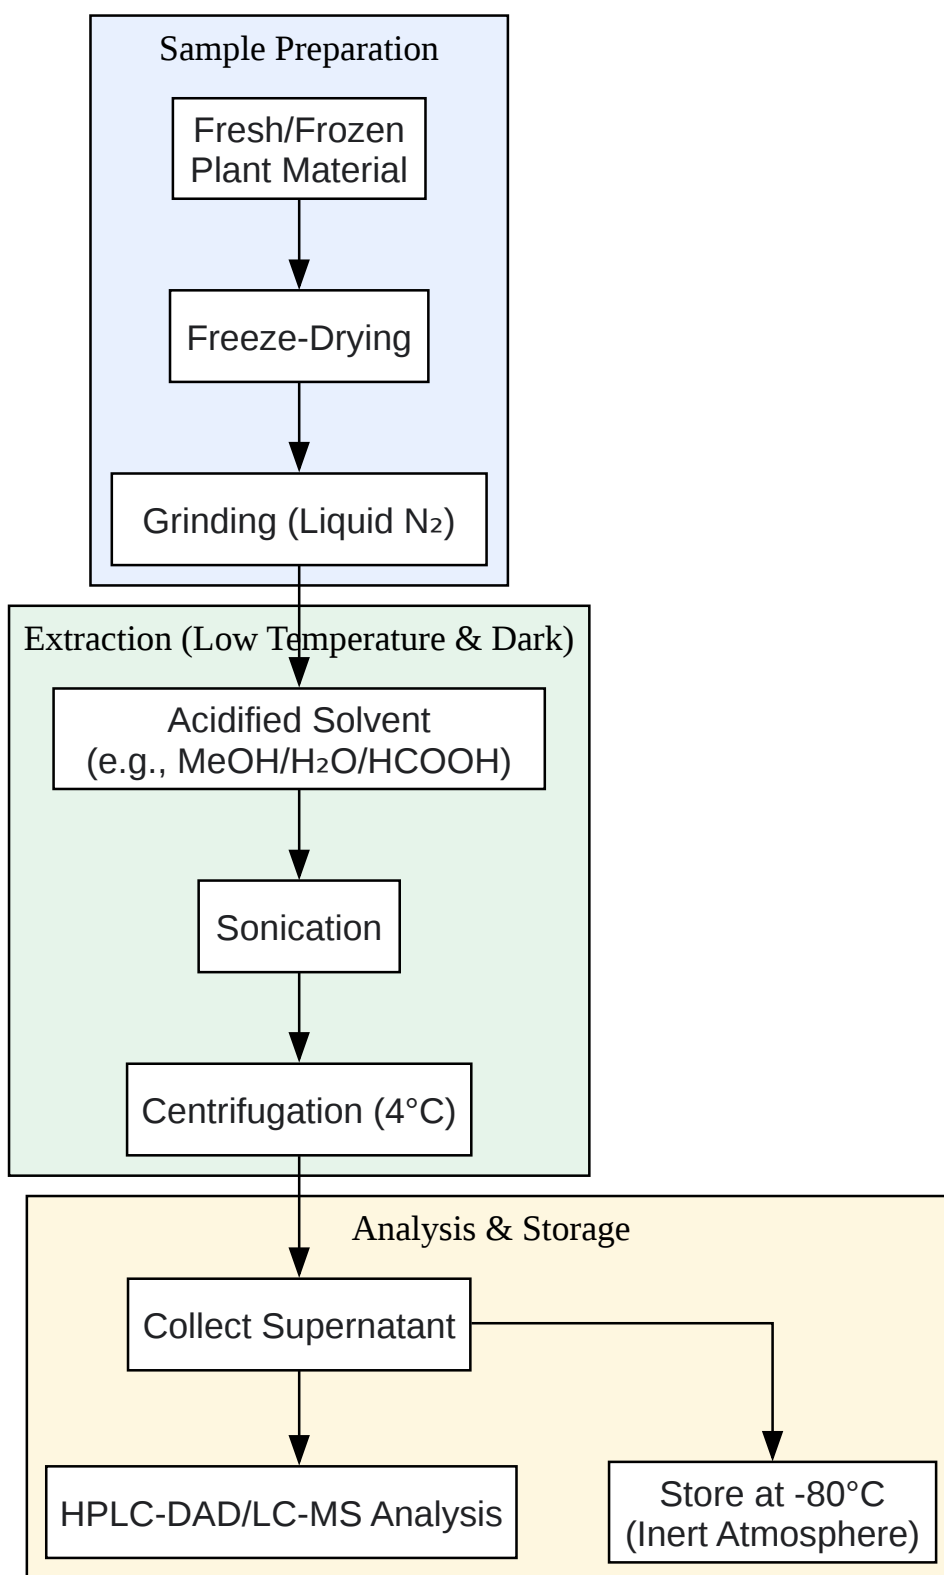 Sample Preparation
Fresh/Frozen
Plant Material
Freeze-Drying
Grinding (Liquid N₂)
Extraction (Low Temperature & Dark)
Acidified Solvent
(e.g., MeOH/H₂O/HCOOH)
Sonication
Centrifugation (4°C)
Analysis & Storage
Collect Supernatant
HPLC-DAD/LC-MS Analysis
Store at -80°C
(Inert Atmosphere)